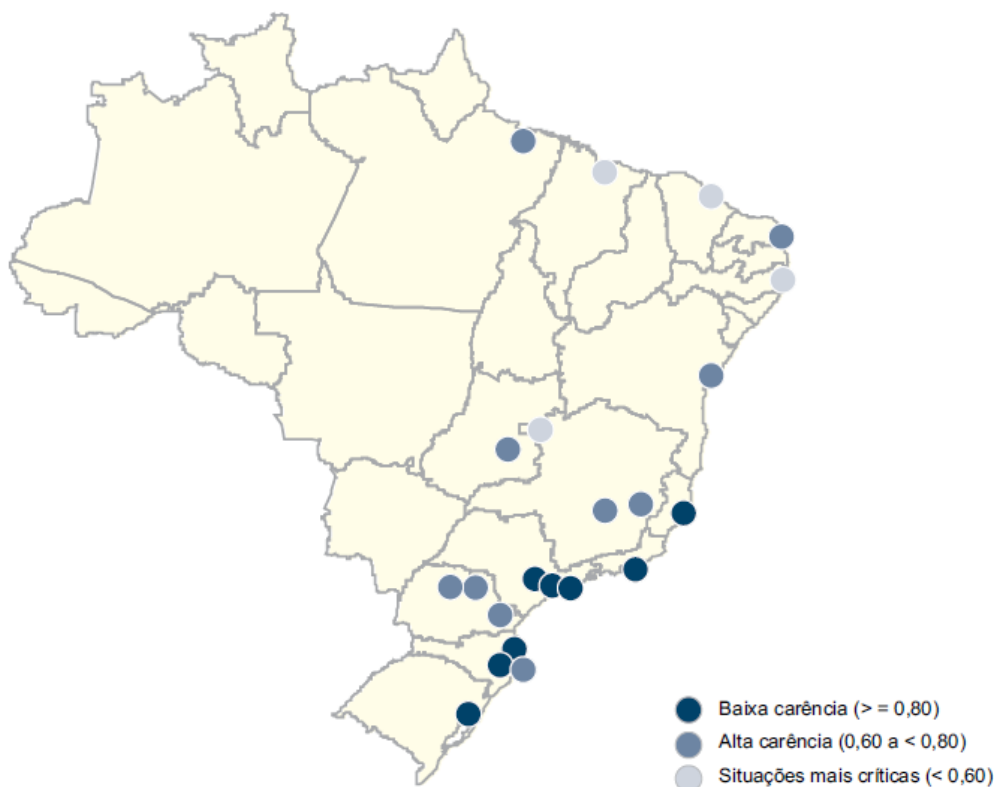 Baixa carência (> = 0,80)
Alta carência (0,60 a < 0,80)
Situações mais críticas (< 0,60)